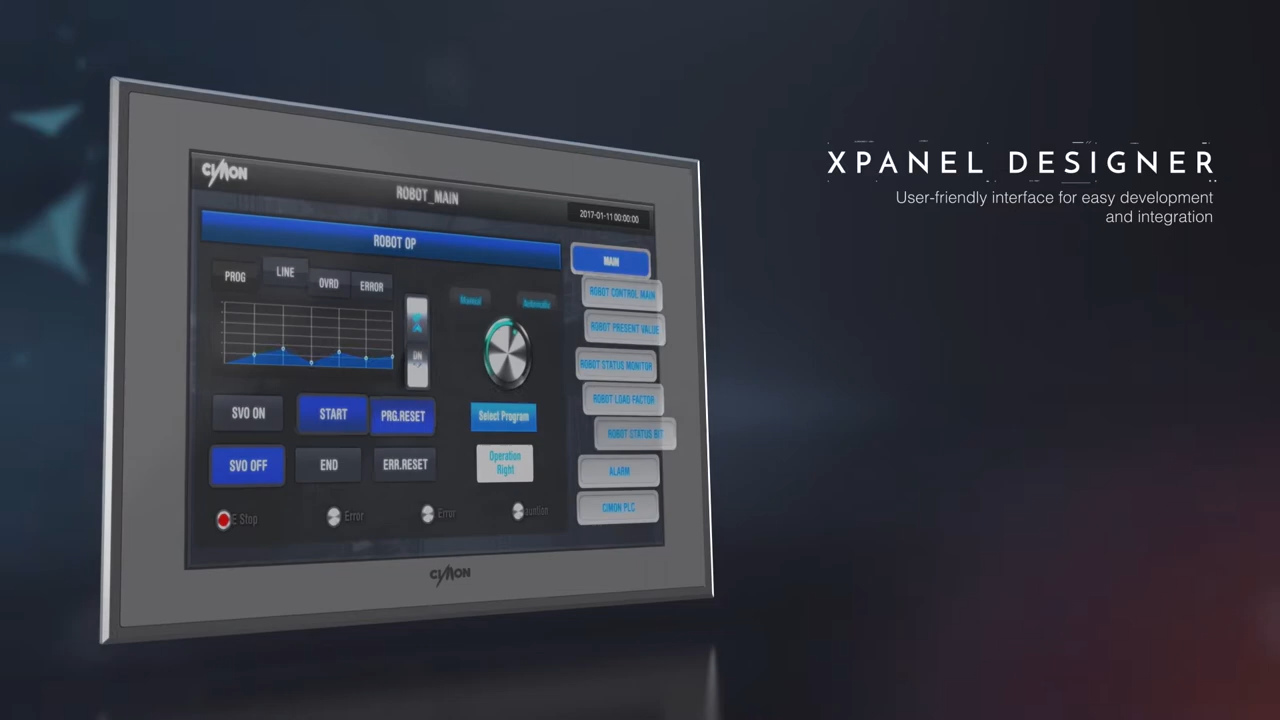 XPANEL DESIGNER
User-friendly interface for easy development
and integration
CIMON
ROBOT_MAIN
2017-01-11 00:00:00
ROBOT OP
MAIN
PROG
LINE
OVRD
ERROR
Manual
Automatic
ROBOT CONTROL MAIN
ROBOT PRESENT VALUE
ROBOT STATUS MONITOR
ROBOT LOAD FACTOR
ROBOT STATUS BIT
ALARM
CIMON PLC
SVO ON
START
PRG.RESET
Select Program
SVO OFF
END
ERR.RESET
Operation
Right
E Stop
Error
Error
CIMON